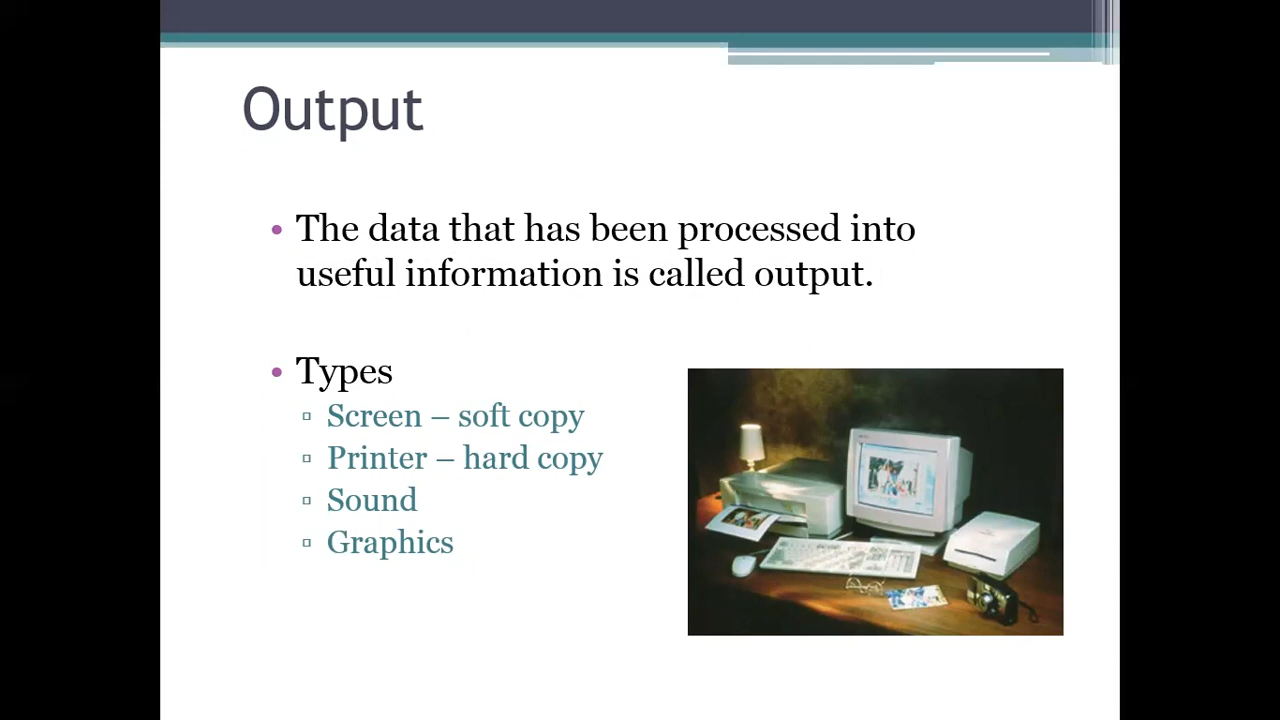 Output
• The data that has been processed into
useful information is called output.
• Types
▫ Screen – soft copy
▫ Printer – hard copy
▫ Sound
▫ Graphics